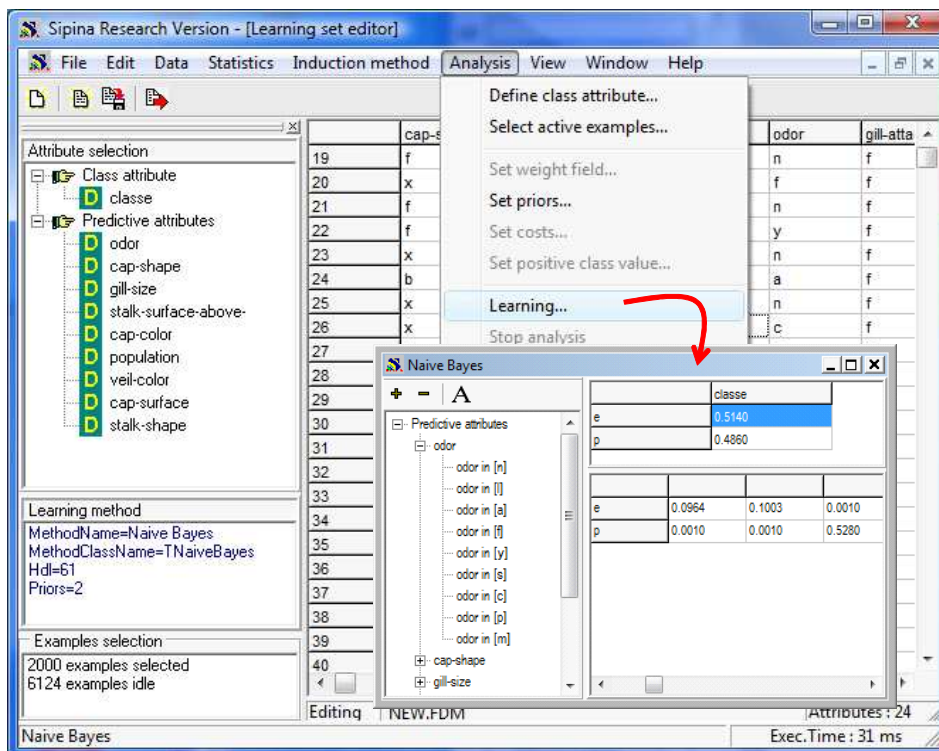 Sipina Research Version - [Learning set editor]
File Edit Data Statistics Induction method Analysis View Window Help
Define class attribute...
Select active examples...
Set weight field...
Set priors...
Set costs...
Set positive class value...
Learning...
Stop analysis
Attribute selection
Class attribute
D classe
Predictive attributes
D odor
D cap-shape
D gill-size
D stalk-surface-above-
D cap-color
D population
D veil-color
D cap-surface
D stalk-shape
Learning method
MethodName=Naive Bayes
MethodClassName=TNaiveBayes
Hdl=61
Priors=2
Examples selection
2000 examples selected
6124 examples idle
cap-s odor gill-atta
19 f n f
20 x f f
21 f n f
22 f y f
23 x n f
24 b a f
25 x n f
26 x c f
27
28
29
30
31
32
33
34
35
36
37
38
39
40
Naive Bayes
+ - A
Predictive attributes
odor
odor in [n]
odor in [l]
odor in [a]
odor in [f]
odor in [y]
odor in [s]
odor in [c]
odor in [p]
odor in [m]
cap-shape
gill-size
classe
e 0.5140
p 0.4860
e 0.0964 0.1003 0.0010
p 0.0010 0.0010 0.5280
Editing NEW.FDM Attributes : 24
Naive Bayes Exec.Time : 31 ms